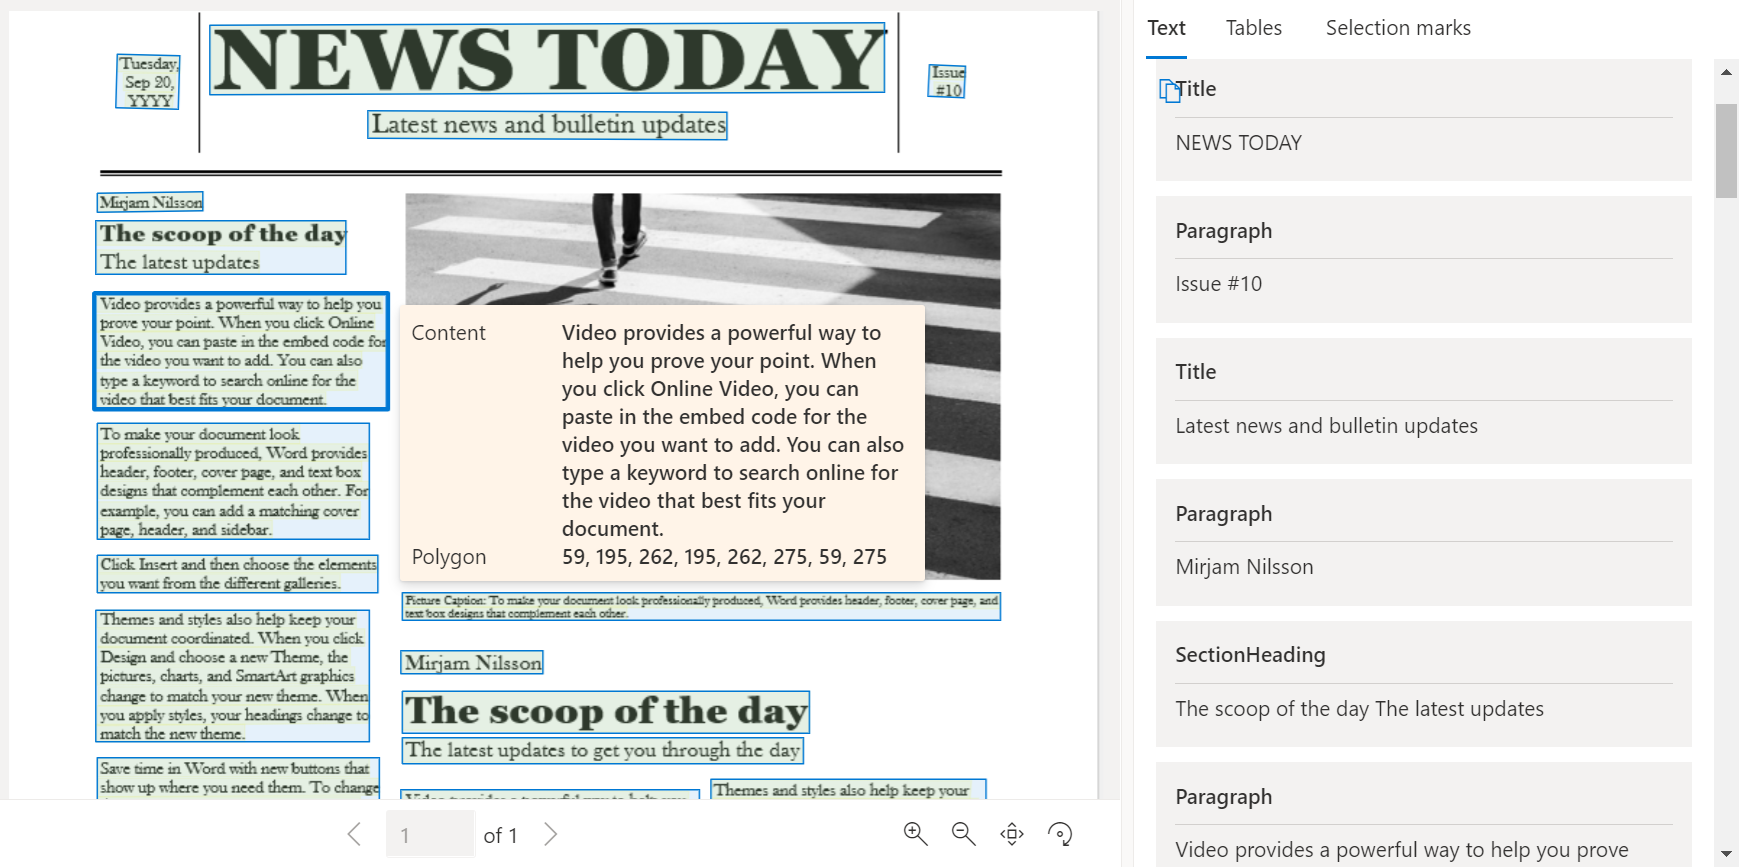 Tuesday,
Sep 20,
YYYY
NEWS TODAY
Latest news and bulletin updates
Issue
#10
Mirjam Nilsson
The scoop of the day
The latest updates
Video provides a powerful way to help you
prove your point. When you click Online
Video, you can paste in the embed code for
the video you want to add. You can also
type a keyword to search online for the
video that best fits your document.
To make your document look
professionally produced, Word provides
header, footer, cover page, and text box
designs that complement each other. For
example, you can add a matching cover
page, header, and sidebar.
Click Insert and then choose the elements
you want from the different galleries.
Themes and styles also help keep your
document coordinated. When you click
Design and choose a new Theme, the
pictures, charts, and SmartArt graphics
change to match your new theme. When
you apply styles, your headings change to
match the new theme.
Save time in Word with new buttons that
show up where you need them. To change
Content
Video provides a powerful way to
help you prove your point. When
you click Online Video, you can
paste in the embed code for the
video you want to add. You can also
type a keyword to search online for
the video that best fits your
document.
Polygon
59, 195, 262, 195, 262, 275, 59, 275
Picture Caption: To make your document look professionally produced, Word provides header, footer, cover page, and
text box designs that complement each other.
Mirjam Nilsson
The scoop of the day
The latest updates to get you through the day
Video provides a powerful way to help you
Themes and styles also help keep your
1
of 1
Text
Tables
Selection marks
Title
NEWS TODAY
Paragraph
Issue #10
Title
Latest news and bulletin updates
Paragraph
Mirjam Nilsson
SectionHeading
The scoop of the day The latest updates
Paragraph
Video provides a powerful way to help you prove